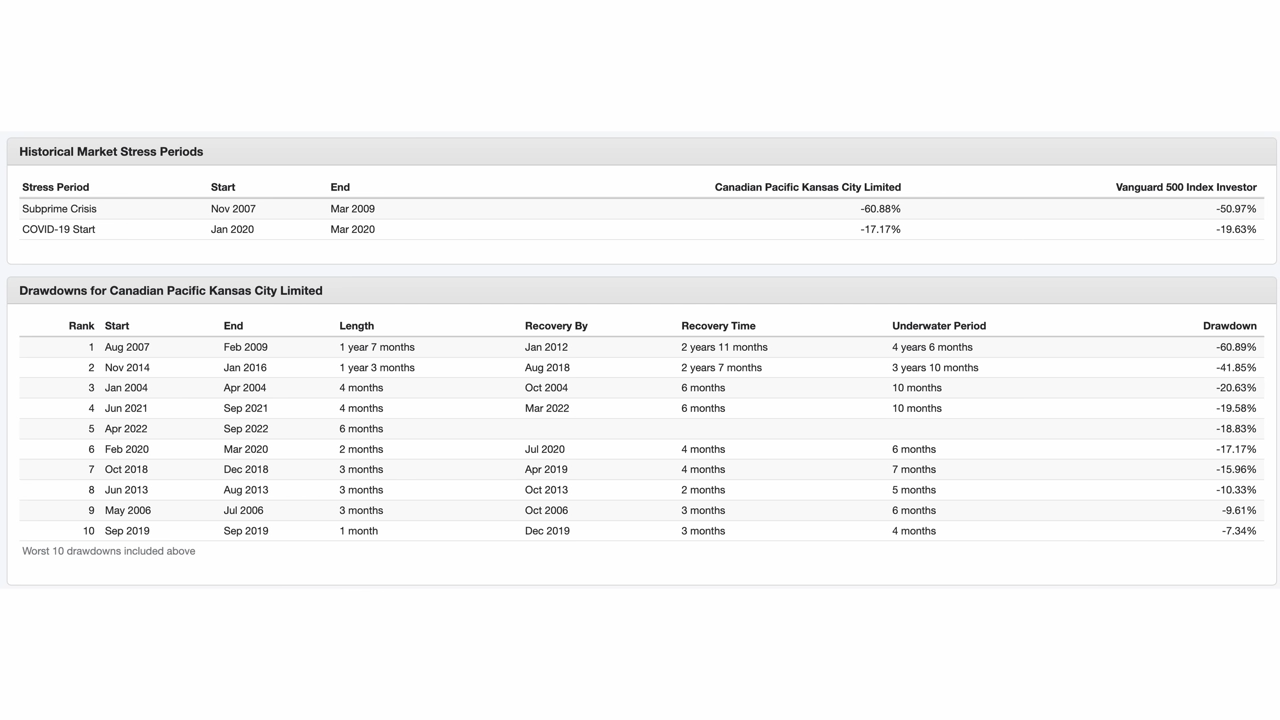 Historical Market Stress Periods
Stress Period Start End Canadian Pacific Kansas City Limited Vanguard 500 Index Investor
Subprime Crisis Nov 2007 Mar 2009 -60.88% -50.97%
COVID-19 Start Jan 2020 Mar 2020 -17.17% -19.63%
Drawdowns for Canadian Pacific Kansas City Limited
Rank Start End Length Recovery By Recovery Time Underwater Period Drawdown
1 Aug 2007 Feb 2009 1 year 7 months Jan 2012 2 years 11 months 4 years 6 months -60.89%
2 Nov 2014 Jan 2016 1 year 3 months Aug 2018 2 years 7 months 3 years 10 months -41.85%
3 Jan 2004 Apr 2004 4 months Oct 2004 6 months 10 months -20.63%
4 Jun 2021 Sep 2021 4 months Mar 2022 6 months 10 months -19.58%
5 Apr 2022 Sep 2022 6 months -18.83%
6 Feb 2020 Mar 2020 2 months Jul 2020 4 months 6 months -17.17%
7 Oct 2018 Dec 2018 3 months Apr 2019 4 months 7 months -15.96%
8 Jun 2013 Aug 2013 3 months Oct 2013 2 months 5 months -10.33%
9 May 2006 Jul 2006 3 months Oct 2006 3 months 6 months -9.61%
10 Sep 2019 Sep 2019 1 month Dec 2019 3 months 4 months -7.34%
Worst 10 drawdowns included above